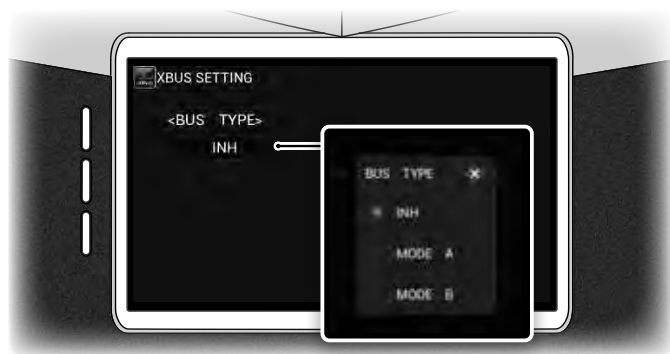 XBUS SETTING
<BUS TYPE>
INH
BUS TYPE
INH
MODE A
MODE B